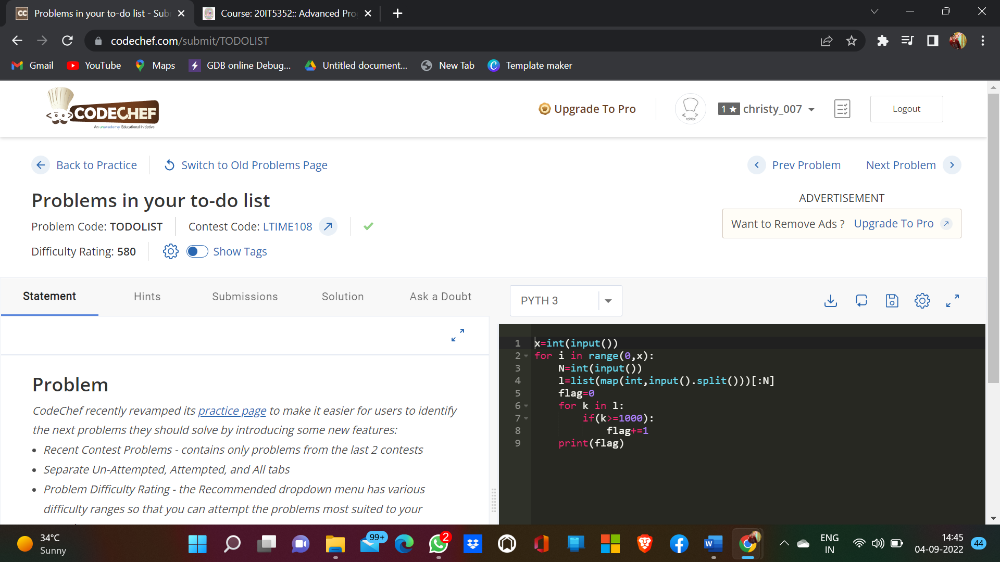 Problems in your to-do list - Sub
Course: 20IT5352:: Advanced Pro
codechef.com/submit/TODOLIST
Gmail
YouTube
Maps
GDB online Debug...
Untitled document...
New Tab
Template maker
CODECHEF
An unacademy Educational Initiative
Upgrade To Pro
1★ christy_007
Logout
Back to Practice
Switch to Old Problems Page
Prev Problem
Next Problem
Problems in your to-do list
ADVERTISEMENT
Problem Code: TODOLIST
Contest Code: LTIME108
Want to Remove Ads ? Upgrade To Pro
Difficulty Rating: 580
Show Tags
Statement
Hints
Submissions
Solution
Ask a Doubt
PYTH 3
Problem
CodeChef recently revamped its practice page to make it easier for users to identify
the next problems they should solve by introducing some new features:
• Recent Contest Problems - contains only problems from the last 2 contests
• Separate Un-Attempted, Attempted, and All tabs
• Problem Difficulty Rating - the Recommended dropdown menu has various
difficulty ranges so that you can attempt the problems most suited to your
1 x=int(input())
2 for i in range(0,x):
3 N=int(input())
4 l=list(map(int,input().split()))[:N]
5 flag=0
6 for k in l:
7 if(k>=1000):
8 flag+=1
9 print(flag)
34°C
Sunny
99+
2
ENG
IN
14:45
04-09-2022
44